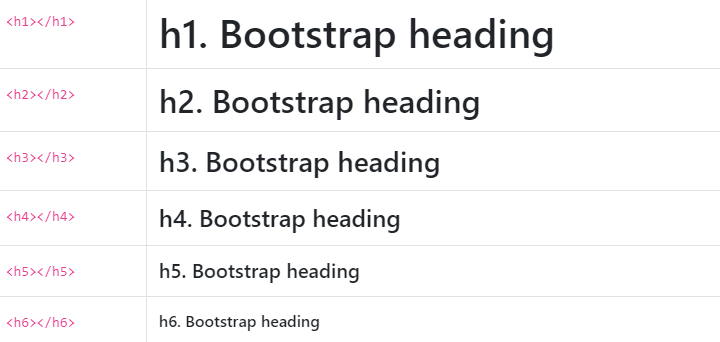 <h1></h1> h1. Bootstrap heading
<h2></h2> h2. Bootstrap heading
<h3></h3> h3. Bootstrap heading
<h4></h4> h4. Bootstrap heading
<h5></h5> h5. Bootstrap heading
<h6></h6> h6. Bootstrap heading